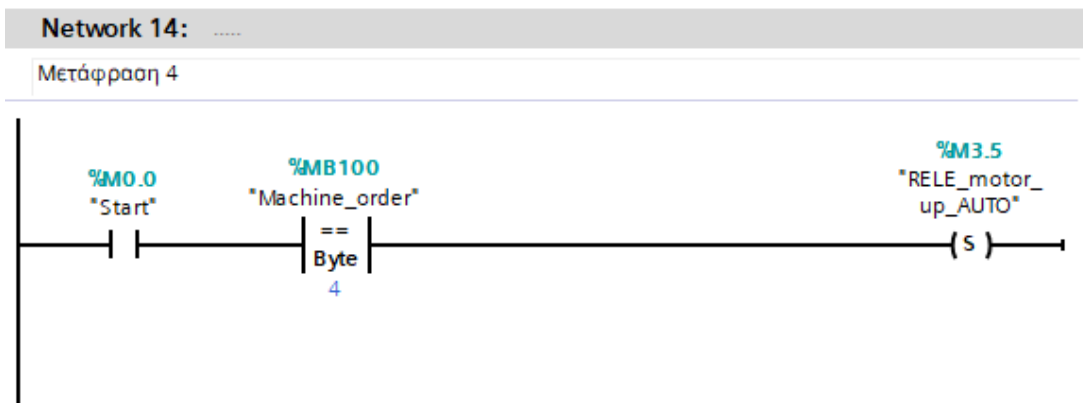 Network 14: .....
Μετάφραση 4
%M0.0
"Start"
%MB100
"Machine_order"
==
Byte
4
%M3.5
"RELE_motor_
up_AUTO"
S